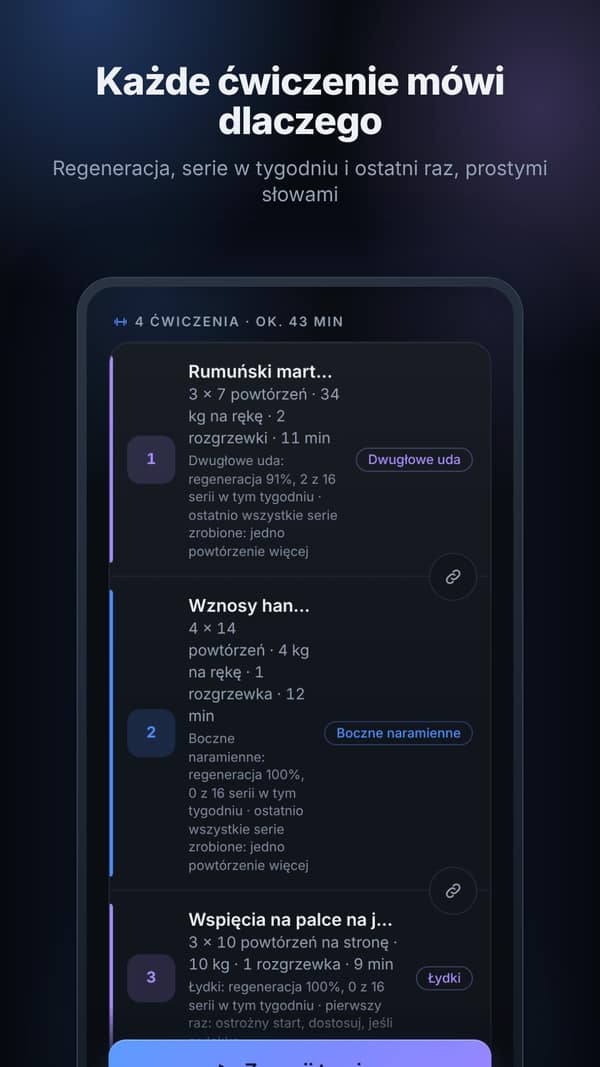 Każde ćwiczenie mówi
dlaczego
Regeneracja, serie w tygodniu i ostatni raz, prostymi
słowami
4 ĆWICZENIA · OK. 43 MIN
Rumuński mart...
3 × 7 powtórzeń · 34
kg na rękę · 2
rozgrzewki · 11 min
1
Dwugłowe uda
Dwugłowe uda:
regeneracja 91%, 2 z 16
serii w tym tygodniu ·
ostatnio wszystkie serie
zrobione: jedno
powtórzenie więcej
Wznosy han...
4 × 14
powtórzeń · 4 kg
na rękę · 1
rozgrzewka · 12
min
2
Boczne naramienne
Boczne
naramienne:
regeneracja 100%,
0 z 16 serii w tym
tygodniu · ostatnio
wszystkie serie
zrobione: jedno
powtórzenie więcej
Wspięcia na palce na j...
3 × 10 powtórzeń na stronę ·
10 kg · 1 rozgrzewka · 9 min
3
Łydki
Łydki: regeneracja 100%, 0 z 16
serii w tym tygodniu · pierwszy
raz: ostrożny start, dostosuj, jeśli